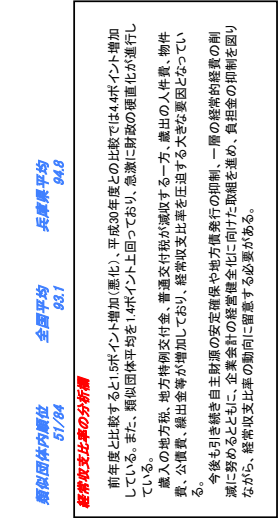 類似団体内順位 全国平均 兵庫県平均
51/84 93.1 94.8
経常収支比率の分析欄
前年度と比較すると1.5ポイント増加(悪化)、平成30年度との比較では4.4ポイント増加
している。また、類似団体平均を1.4ポイント上回っており、急激に財政の硬直化が進行し
ている。
歳入の地方税、地方特例交付金、普通交付税が減収する一方、歳出の人件費、物件
費、公債費、繰出金等が増加しており、経常収支比率を圧迫する大きな要因となってい
る。
今後も引き続き自主財源の安定確保や地方債発行の抑制、一層の経常的経費の削
減に努めるとともに、企業会計の経営健全化に向けた取組を進め、負担金の抑制を図り
ながら、経常収支比率の動向に留意する必要がある。